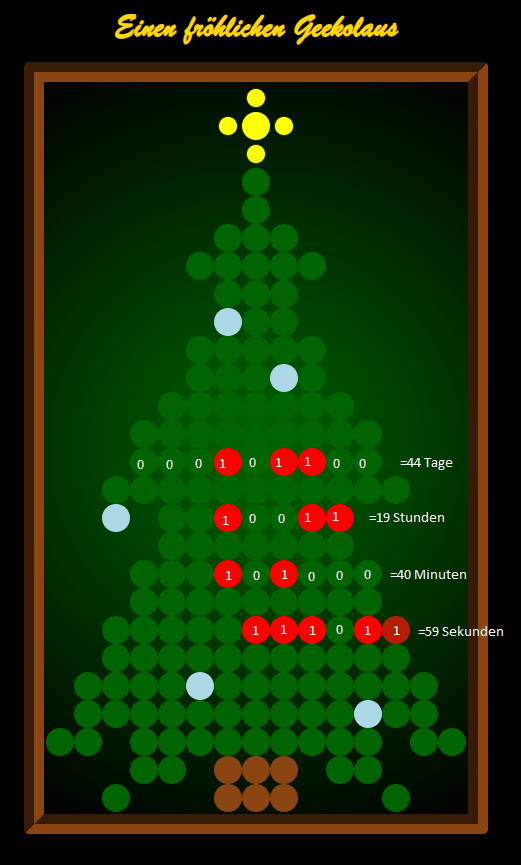 Einen fröhlichen Geekolaus
0 0 0 1 0 1 1 0 0 =44 Tage
1 0 0 1 1 =19 Stunden
1 0 1 0 0 0 =40 Minuten
1 1 1 0 1 1 =59 Sekunden